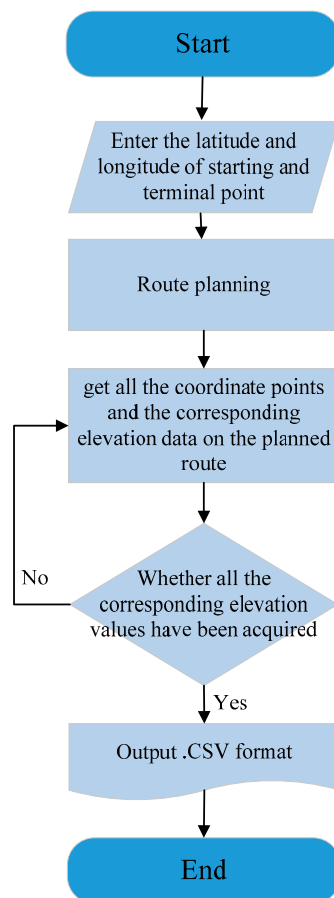 Start
Enter the latitude and
longitude of starting and
terminal point
Route planning
get all the coordinate points
and the corresponding
elevation data on the planned
route
No
Whether all the
corresponding elevation
values have been acquired
Yes
Output .CSV format
End